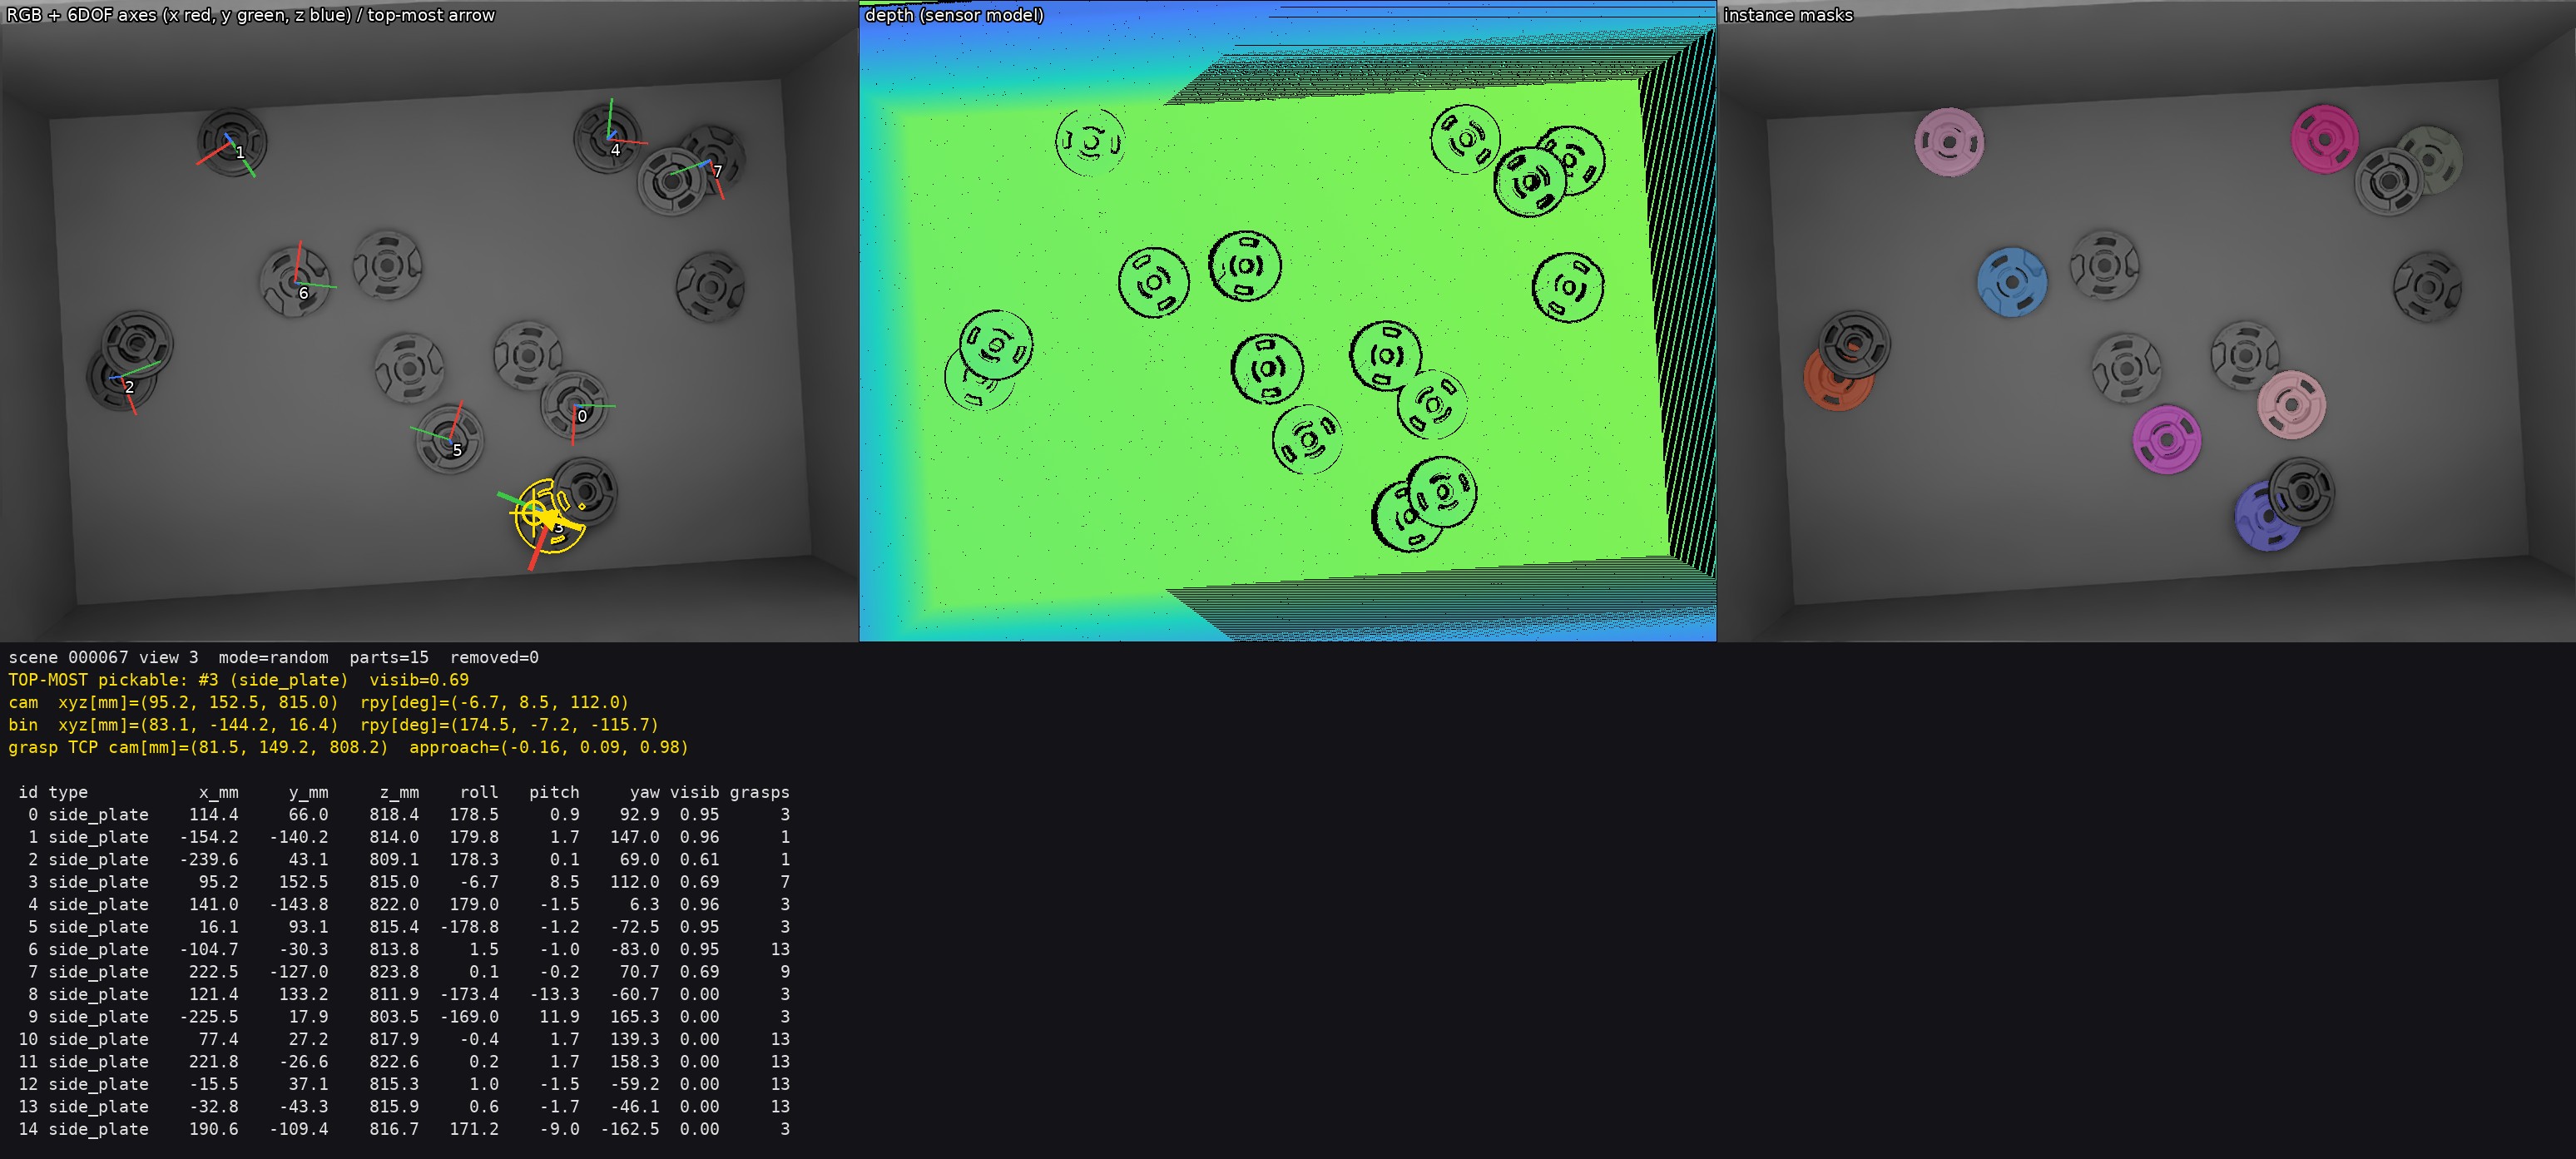 RGB + 6DOF axes (x red, y green, z blue) / top-most arrow
depth (sensor model)
instance masks
1
4
7
6
2
0
5
3
scene 000067 view 3  mode=random  parts=15  removed=0
TOP-MOST pickable: #3 (side_plate)  visib=0.69
cam  xyz[mm]=(95.2, 152.5, 815.0)  rpy[deg]=(-6.7, 8.5, 112.0)
bin  xyz[mm]=(83.1, -144.2, 16.4)  rpy[deg]=(174.5, -7.2, -115.7)
grasp TCP cam[mm]=(81.5, 149.2, 808.2)  approach=(-0.16, 0.09, 0.98)
id type x_mm y_mm z_mm roll pitch yaw visib grasps
0 side_plate 114.4 66.0 818.4 178.5 0.9 92.9 0.95 3
1 side_plate -154.2 -140.2 814.0 179.8 1.7 147.0 0.96 1
2 side_plate -239.6 43.1 809.1 178.3 0.1 69.0 0.61 1
3 side_plate 95.2 152.5 815.0 -6.7 8.5 112.0 0.69 7
4 side_plate 141.0 -143.8 822.0 179.0 -1.5 6.3 0.96 3
5 side_plate 16.1 93.1 815.4 -178.8 -1.2 -72.5 0.95 3
6 side_plate -104.7 -30.3 813.8 1.5 -1.0 -83.0 0.95 13
7 side_plate 222.5 -127.0 823.8 0.1 -0.2 70.7 0.69 9
8 side_plate 121.4 133.2 811.9 -173.4 -13.3 -60.7 0.00 3
9 side_plate -225.5 17.9 803.5 -169.0 11.9 165.3 0.00 3
10 side_plate 77.4 27.2 817.9 -0.4 1.7 139.3 0.00 13
11 side_plate 221.8 -26.6 822.6 0.2 1.7 158.3 0.00 13
12 side_plate -15.5 37.1 815.3 1.0 -1.5 -59.2 0.00 13
13 side_plate -32.8 -43.3 815.9 0.6 -1.7 -46.1 0.00 13
14 side_plate 190.6 -109.4 816.7 171.2 -9.0 -162.5 0.00 3